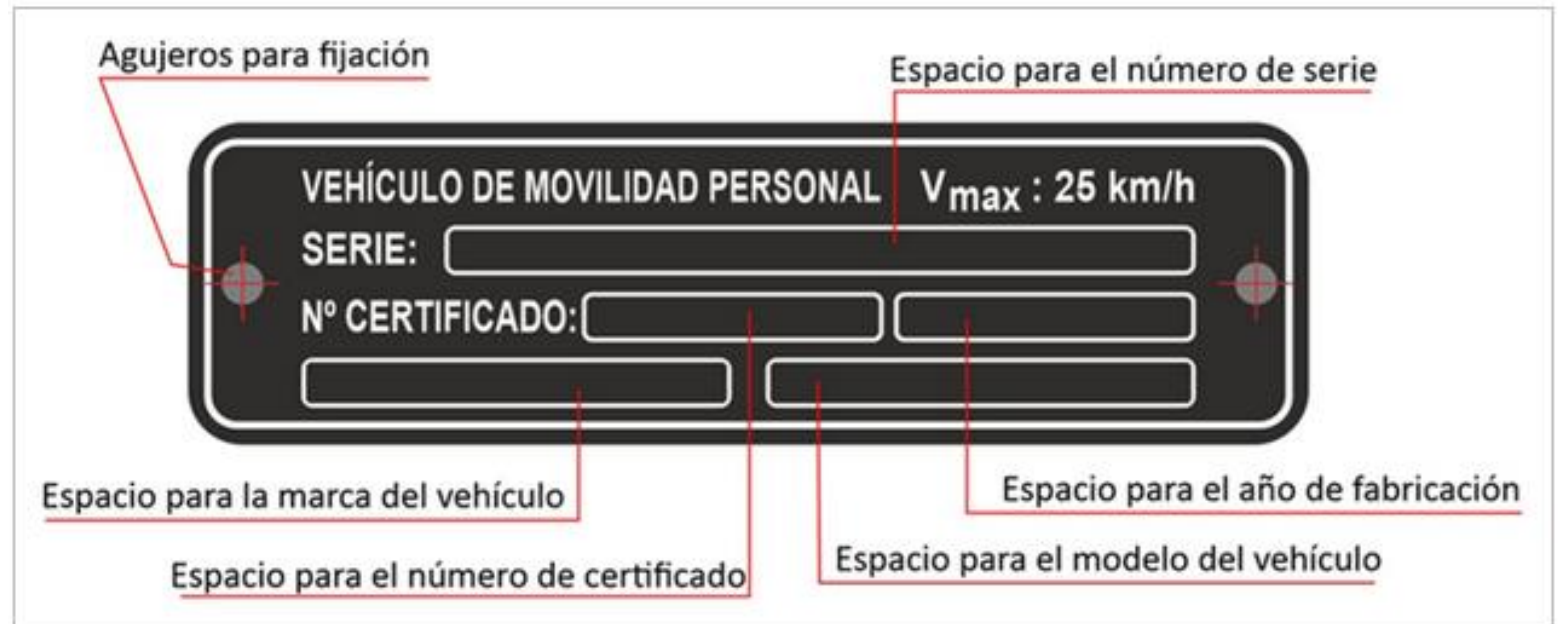 Agujeros para fijación
Espacio para el número de serie
VEHÍCULO DE MOVILIDAD PERSONAL Vmax : 25 km/h
SERIE:
Nº CERTIFICADO:
Espacio para la marca del vehículo
Espacio para el año de fabricación
Espacio para el número de certificado
Espacio para el modelo del vehículo